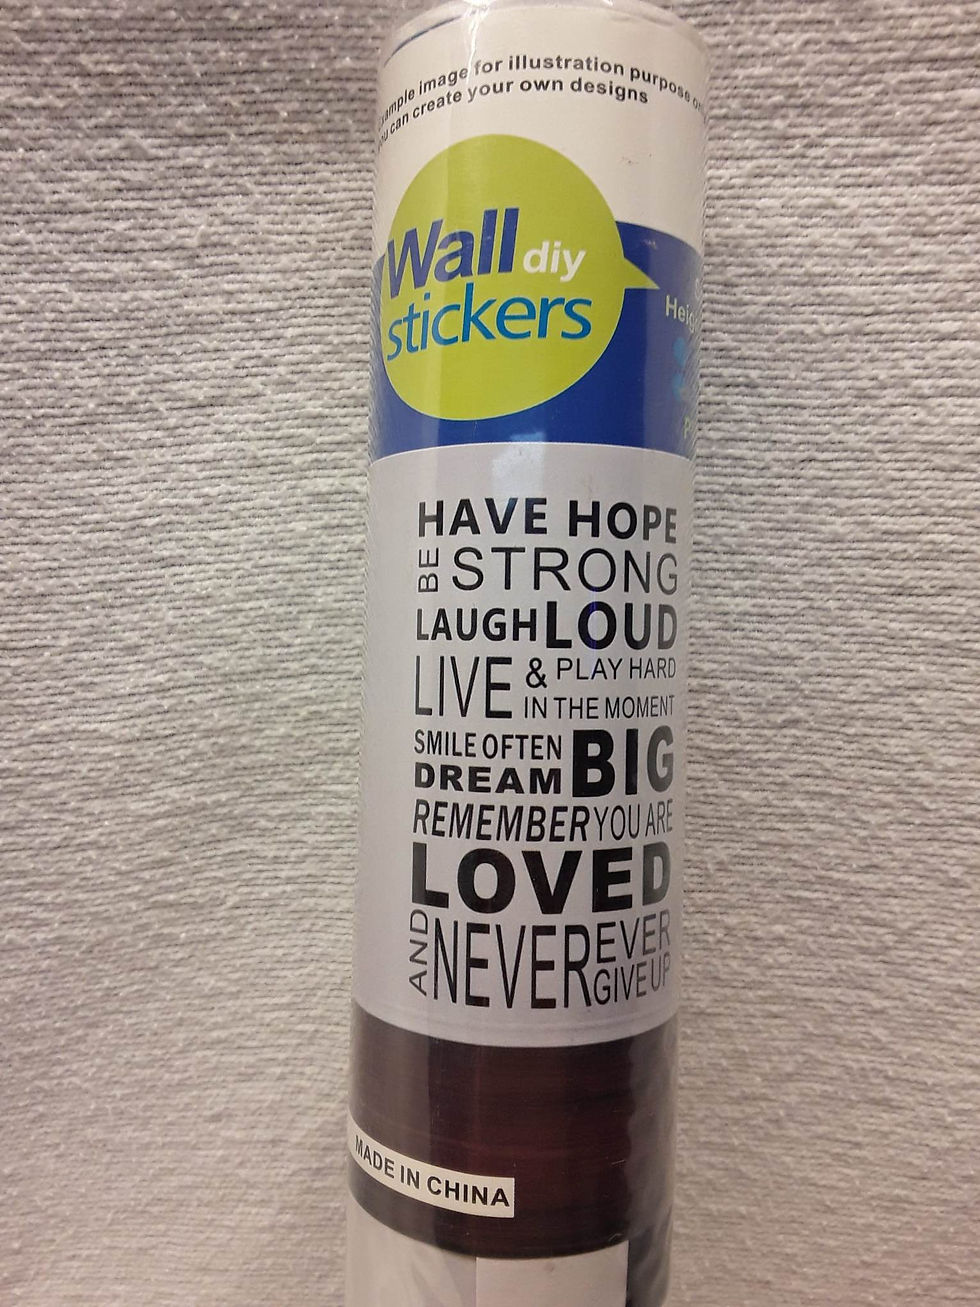 Example image for illustration purpose
you can create your own designs
Wall diy
stickers
HAVE HOPE
BE STRONG
LAUGH LOUD
LIVE & PLAY HARD
IN THE MOMENT
SMILE OFTEN
DREAM BIG
REMEMBER YOU ARE
LOVED
AND NEVER EVER
GIVE UP
MADE IN CHINA